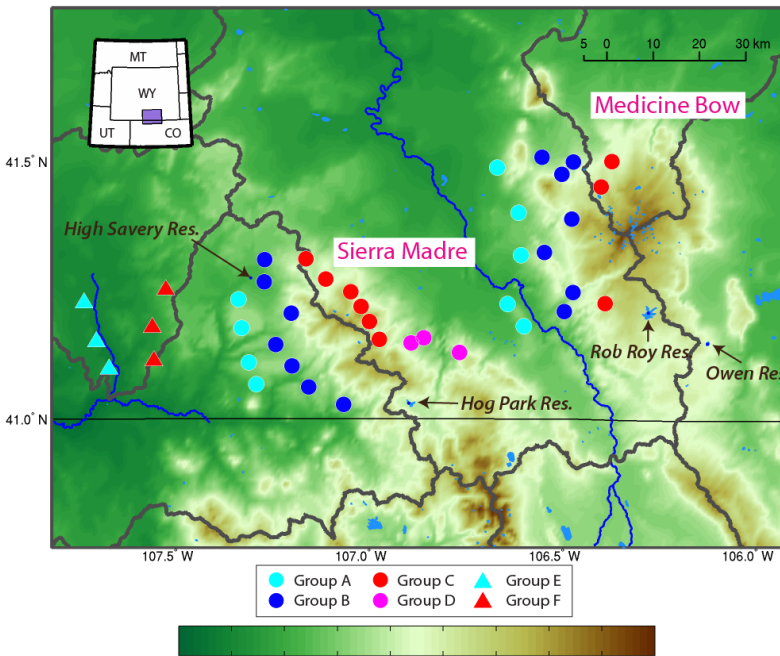 5 0 10 20 30 km
MT
WY
UT
CO
Medicine Bow
41.5° N
High Savery Res.
Sierra Madre
Rob Roy Res.
Owen Res
Hog Park Res.
41.0° N
107.5° W
107.0° W
106.5° W
106.0° W
Group A
Group C
Group E
Group B
Group D
Group F